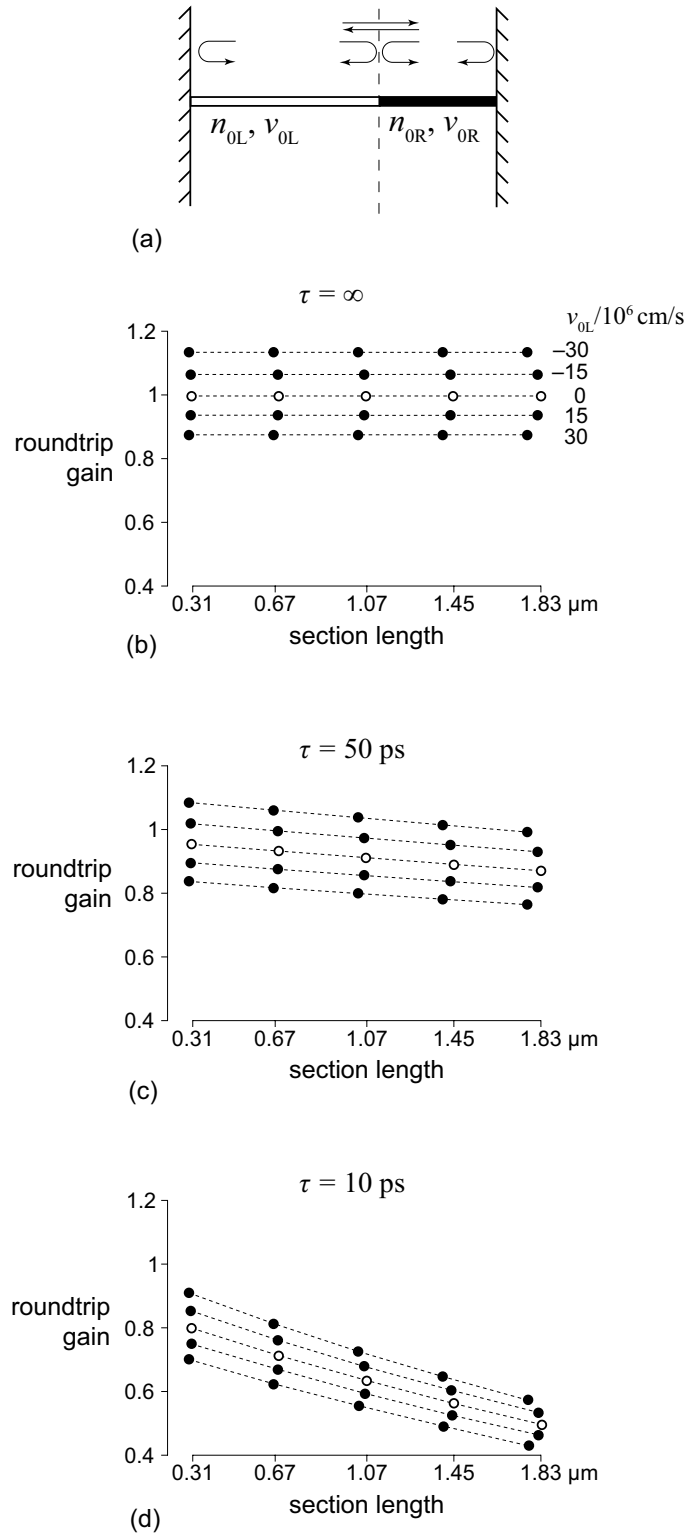 n0L, v0L n0R, v0R
(a)
τ = ∞
v0L/10⁶ cm/s
1.2
–30
–15
1
0
15
30
roundtrip
gain
0.8
0.6
0.4
0.31 0.67 1.07 1.45 1.83 µm
section length
(b)
τ = 50 ps
1.2
1
roundtrip
gain
0.8
0.6
0.4
0.31 0.67 1.07 1.45 1.83 µm
section length
(c)
τ = 10 ps
1.2
1
roundtrip
gain
0.8
0.6
0.4
0.31 0.67 1.07 1.45 1.83 µm
section length
(d)